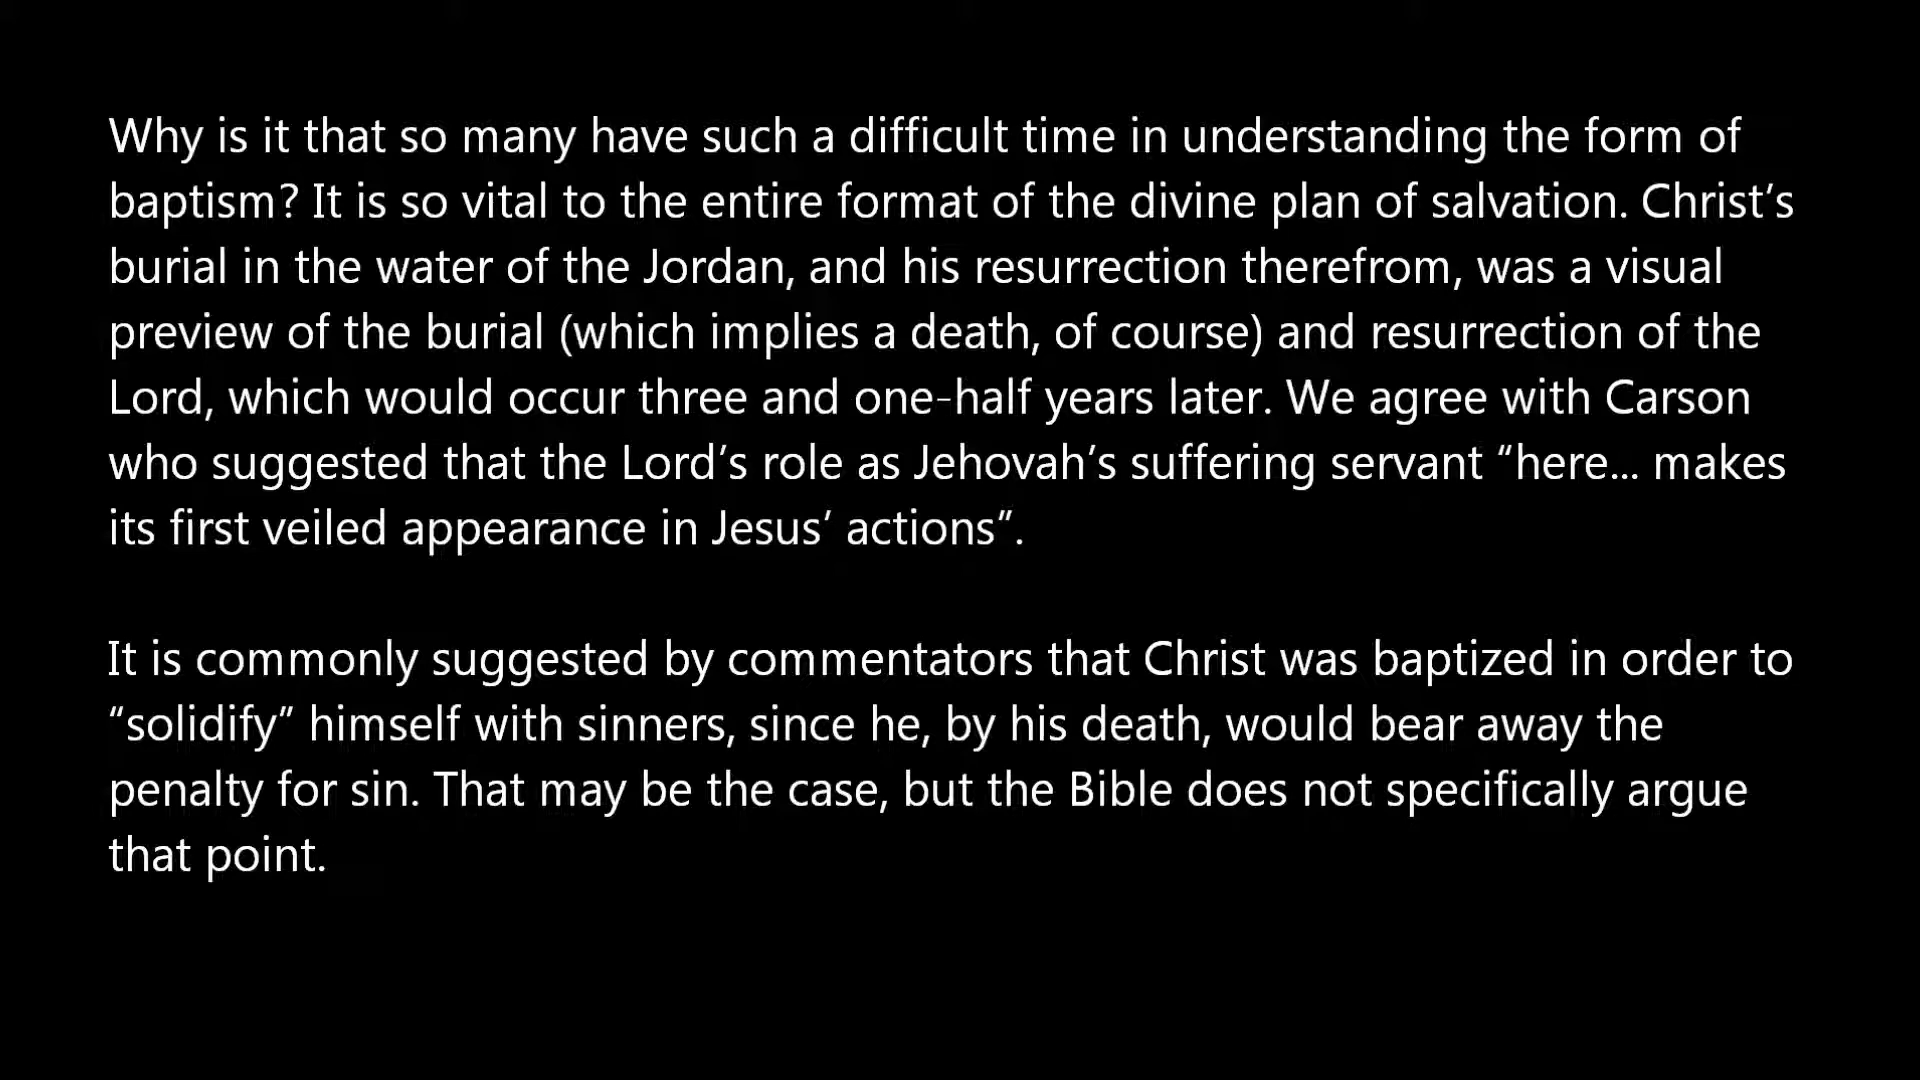 Why is it that so many have such a difficult time in understanding the form of
baptism? It is so vital to the entire format of the divine plan of salvation. Christ’s
burial in the water of the Jordan, and his resurrection therefrom, was a visual
preview of the burial (which implies a death, of course) and resurrection of the
Lord, which would occur three and one-half years later. We agree with Carson
who suggested that the Lord’s role as Jehovah’s suffering servant “here... makes
its first veiled appearance in Jesus’ actions”.
It is commonly suggested by commentators that Christ was baptized in order to
“solidify” himself with sinners, since he, by his death, would bear away the
penalty for sin. That may be the case, but the Bible does not specifically argue
that point.